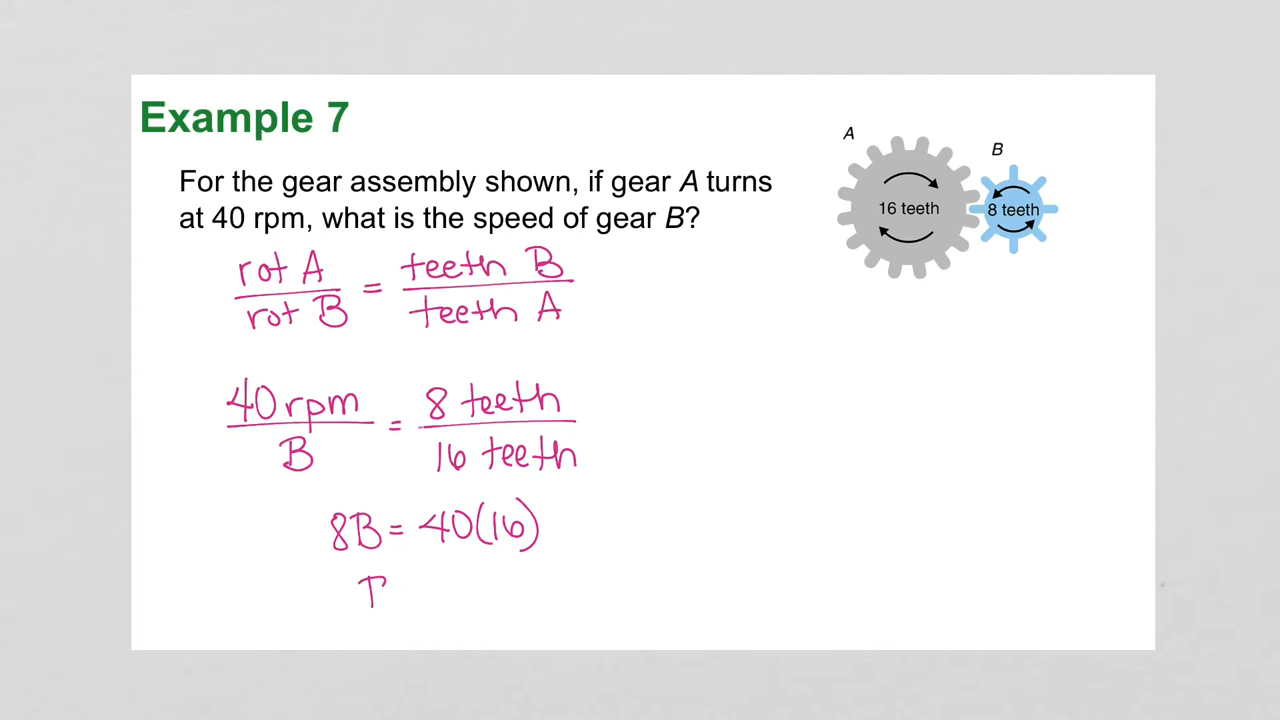 Example 7
For the gear assembly shown, if gear A turns
at 40 rpm, what is the speed of gear B?
A
B
16 teeth
8 teeth
rot A / rot B = teeth B / teeth A
40 rpm / B = 8 teeth / 16 teeth
8B = 40(16)